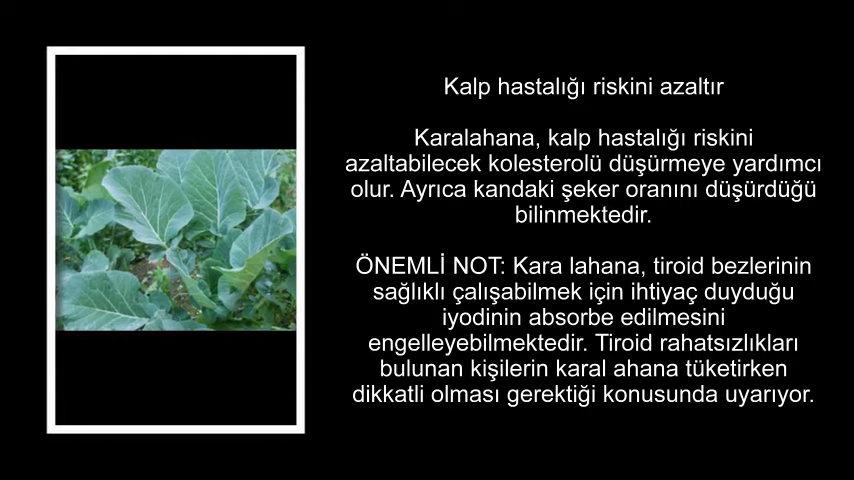 Kalp hastalığı riskini azaltır
Karalahana, kalp hastalığı riskini
azaltabilecek kolesterolü düşürmeye yardımcı
olur. Ayrıca kandaki şeker oranını düşürdüğü
bilinmektedir.
ÖNEMLİ NOT: Kara lahana, tiroid bezlerinin
sağlıklı çalışabilmek için ihtiyaç duyduğu
iyodinin absorbe edilmesini
engelleyebilmektedir. Tiroid rahatsızlıkları
bulunan kişilerin karal ahana tüketirken
dikkatli olması gerektiği konusunda uyarıyor.